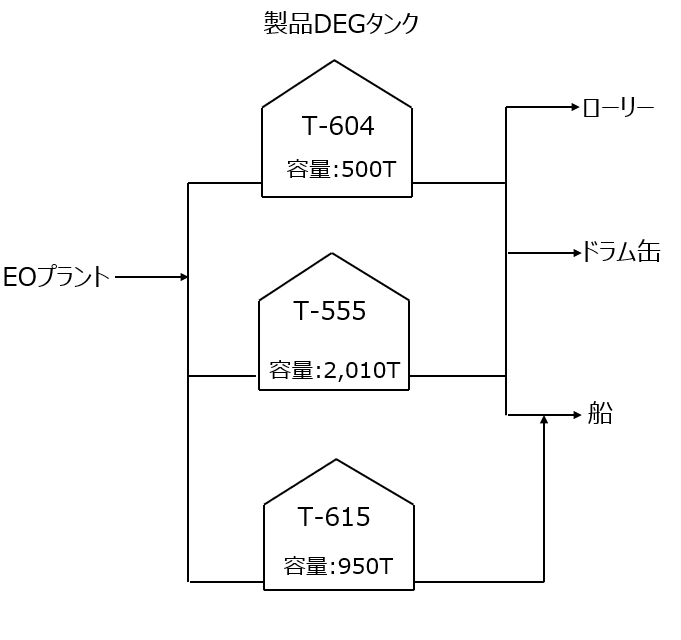 製品DEGタンク
T-604
容量:500T
ローリー
EOプラント
T-555
容量:2,010T
ドラム缶
船
T-615
容量:950T